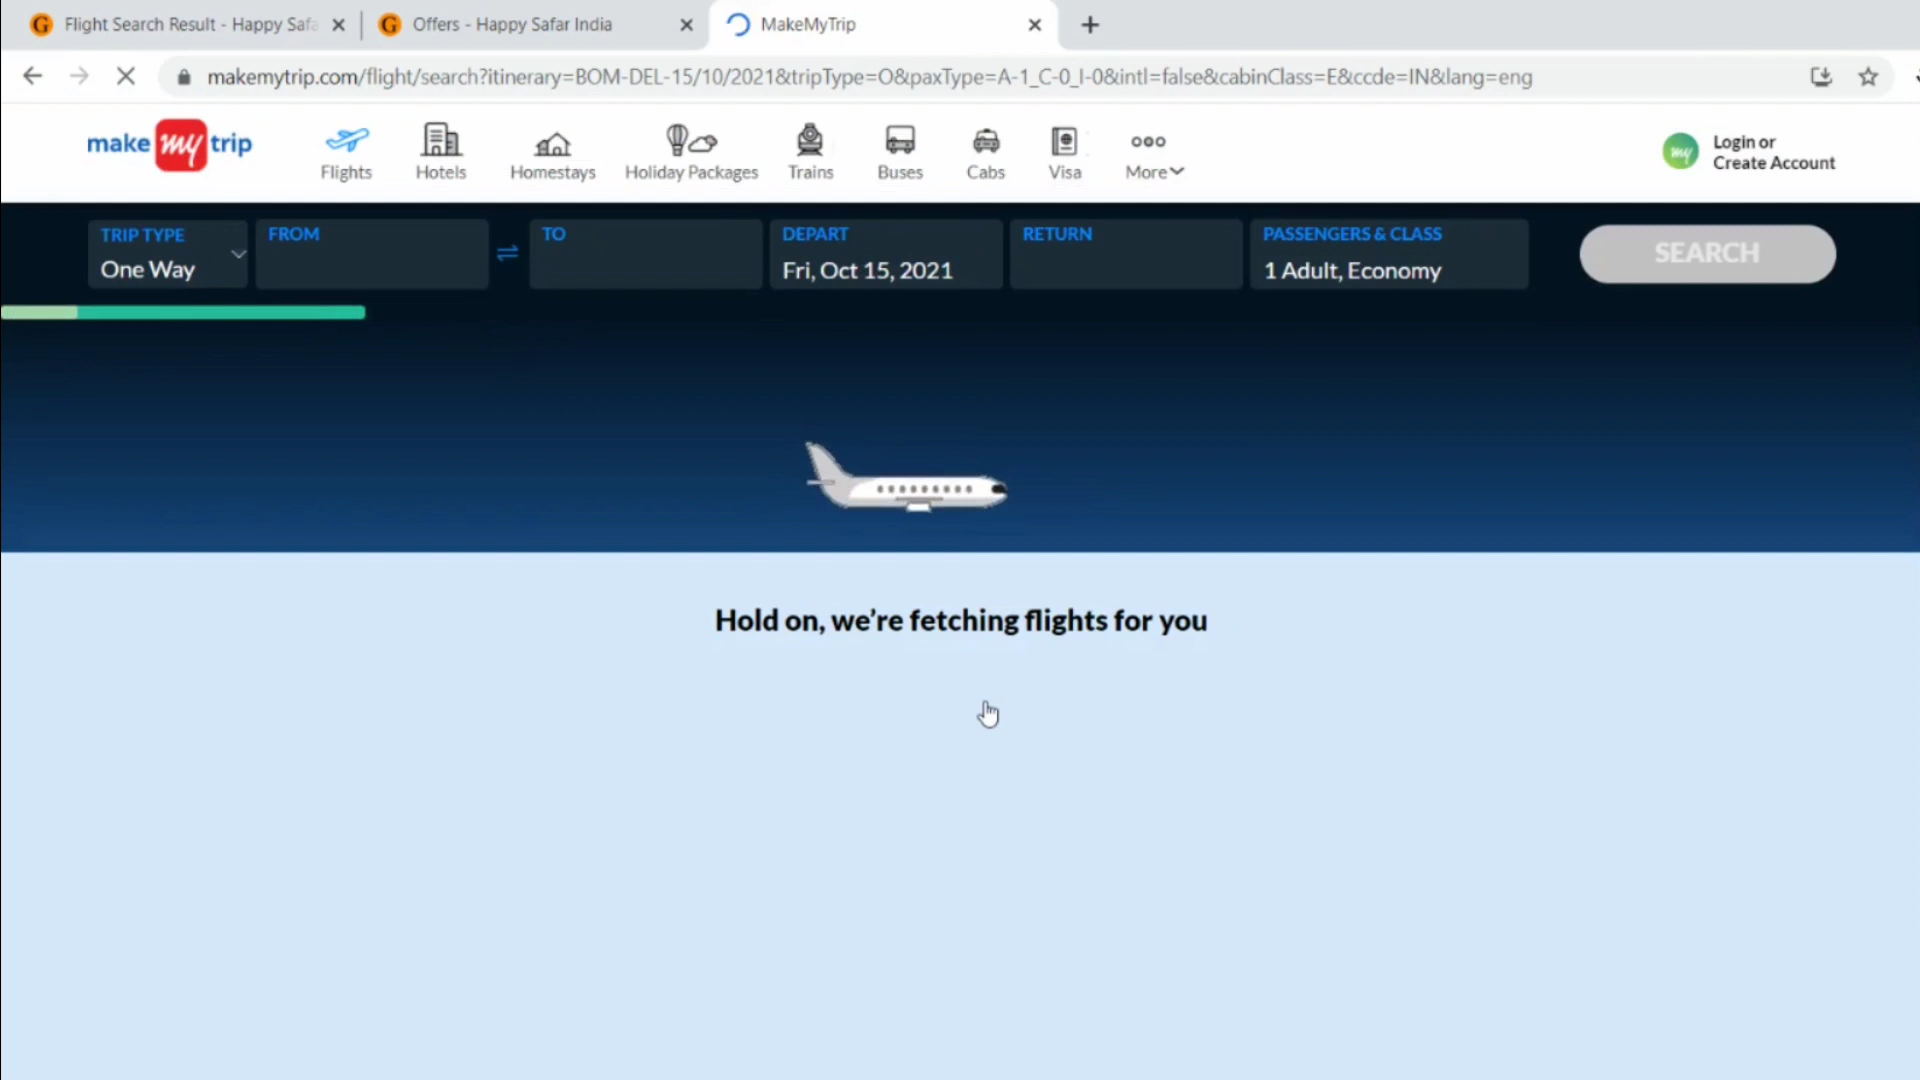 G Flight Search Result - Happy Safa
G Offers - Happy Safar India
MakeMyTrip
makemytrip.com/flight/search?itinerary=BOM-DEL-15/10/2021&tripType=O&paxType=A-1_C-0_I-0&intl=false&cabinClass=E&ccde=IN&lang=eng
make my trip
Flights
Hotels
Homestays
Holiday Packages
Trains
Buses
Cabs
Visa
More
my
Login or
Create Account
TRIP TYPE
One Way
FROM
TO
DEPART
Fri, Oct 15, 2021
RETURN
PASSENGERS & CLASS
1 Adult, Economy
SEARCH
Hold on, we’re fetching flights for you